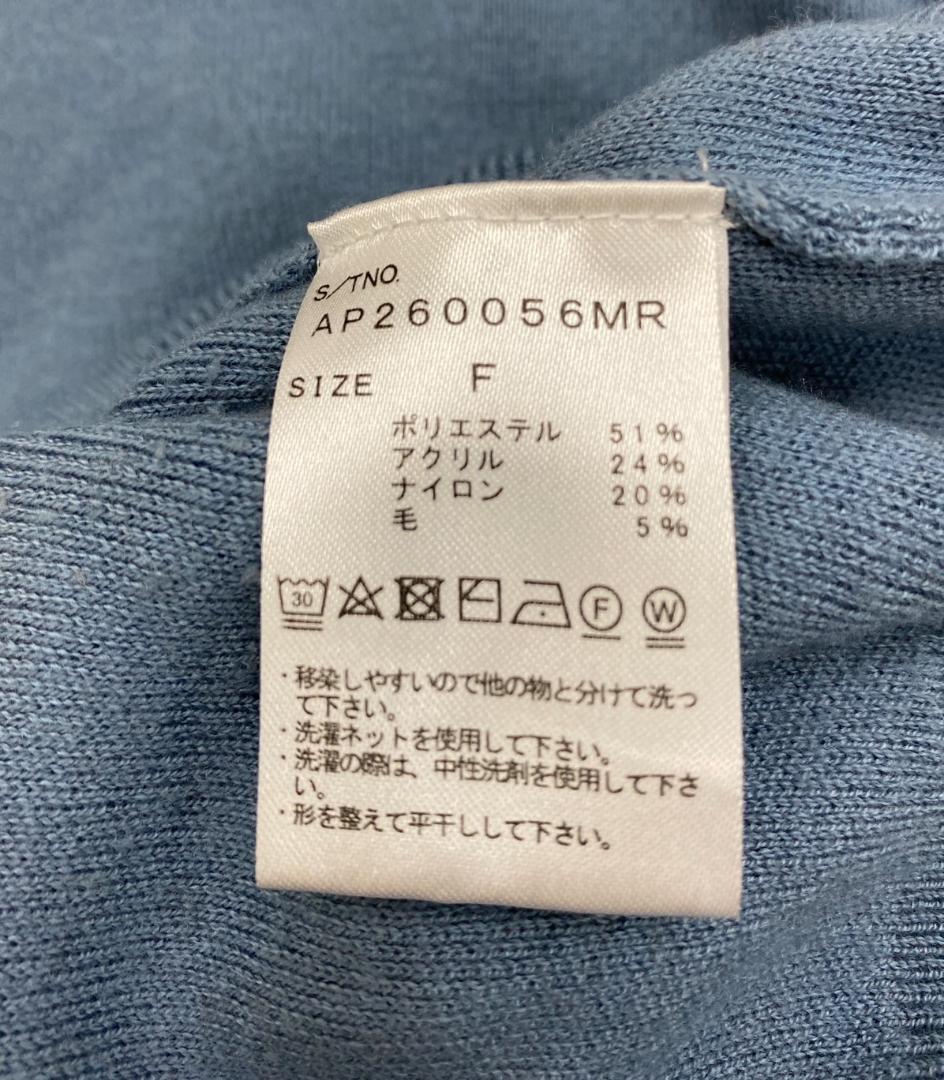 S/TNO.
AP260056MR
SIZE F
ポリエステル 51%
アクリル 24%
ナイロン 20%
毛 5%
30 F W
・移染しやすいので他の物と分けて洗っ
て下さい。
・洗濯ネットを使用して下さい。
・洗濯の際は、中性洗剤を使用して下さ
い。
・形を整えて平干しして下さい。